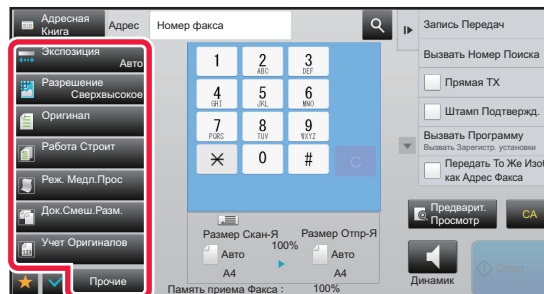 Адресная
Книга
Адрес
Номер факса
Экспозиция
Авто
Разрешение
Сверхвысокое
Оригинал
Работа Строит
Реж. Медл.Прос
Док.Смеш.Разм.
Учет Оригиналов
Прочие
1
2
ABC
3
DEF
4
GHI
5
JKL
6
MNO
7
PQRS
8
TUV
9
WXYZ
0
#
C
Размер Скан-Я
Размер Отпр-Я
100%
Авто
Авто
A4
A4
Память приема Факса :
100%
Запись Передач
Вызвать Номер Поиска
Прямая TX
Штамп Подтвержд.
Вызвать Программу
Вызвать Зарегистр. установки
Передать То Же Изоб
как Адрес Факса
Предварит.
Просмотр
CA
Динамик
Старт